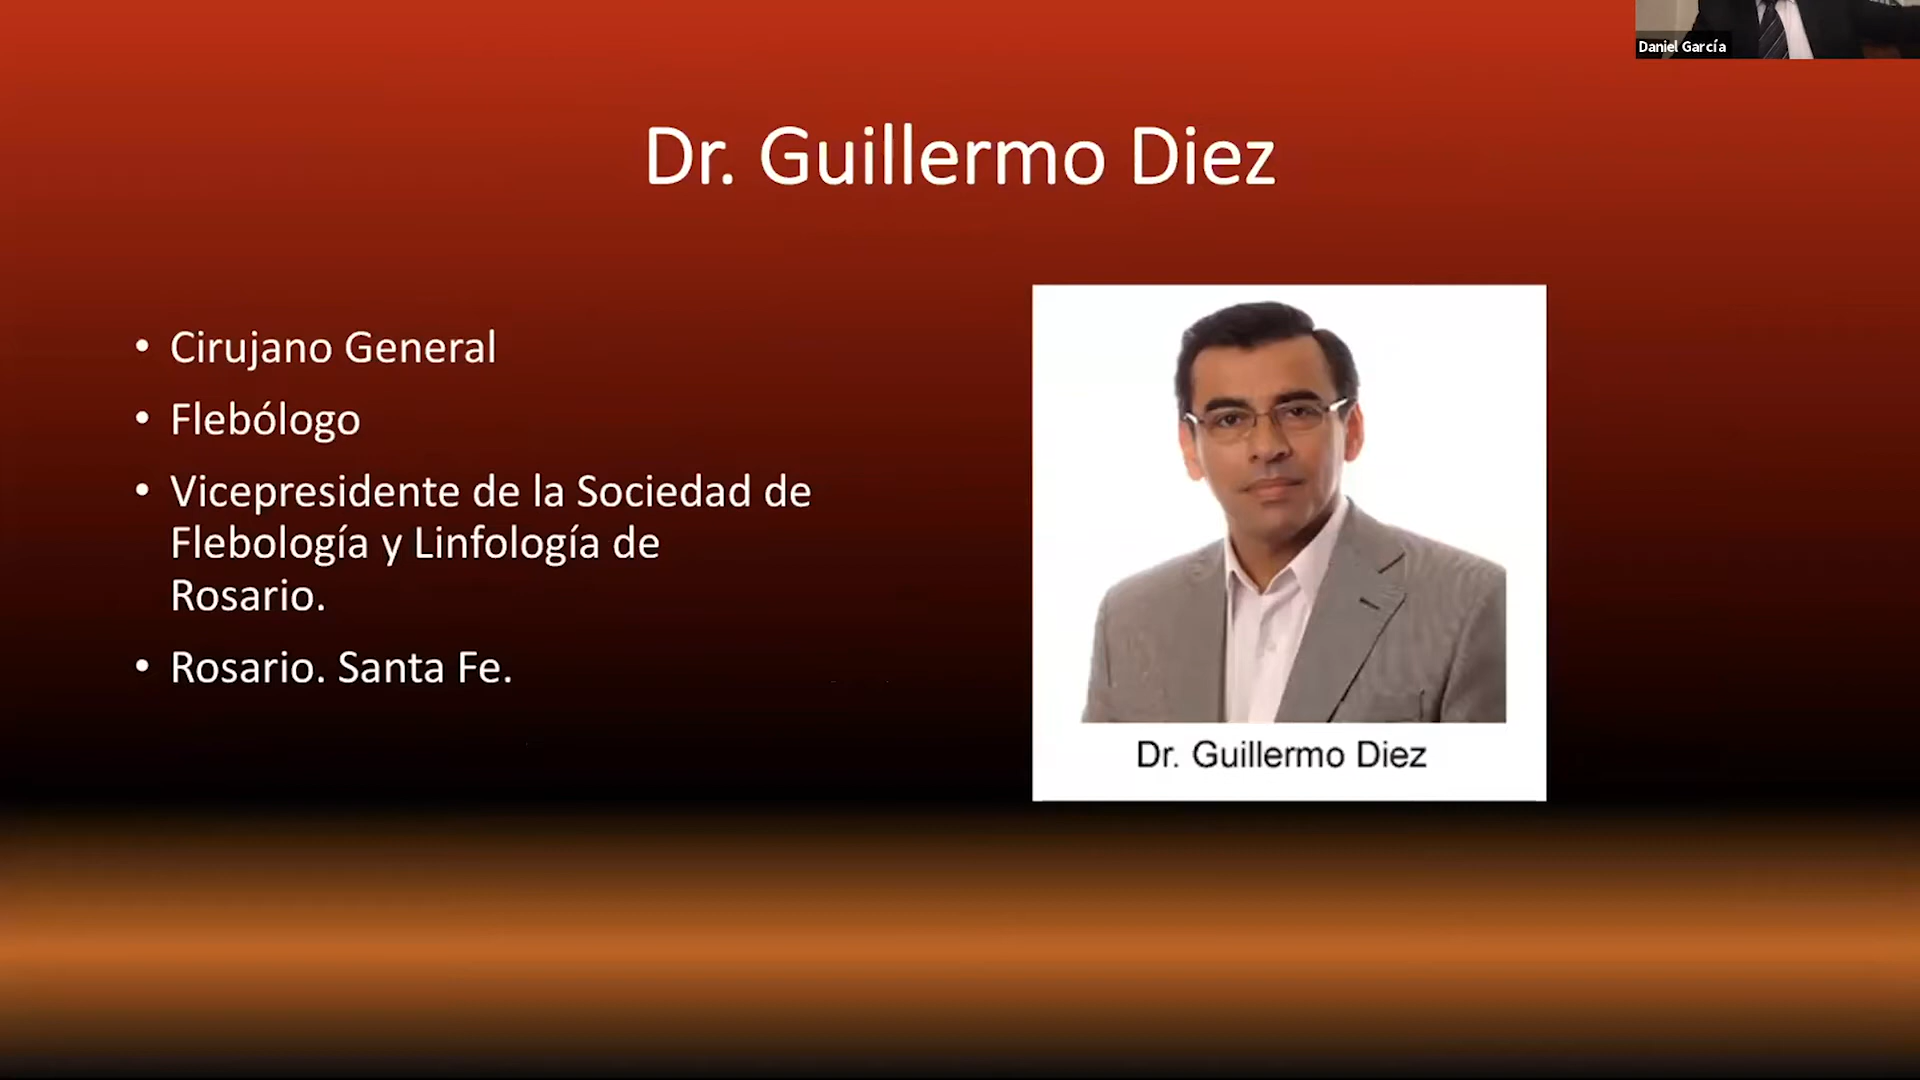 Daniel García
Dr. Guillermo Diez
• Cirujano General
• Flebólogo
• Vicepresidente de la Sociedad de
Flebología y Linfología de
Rosario.
• Rosario. Santa Fe.
Dr. Guillermo Diez